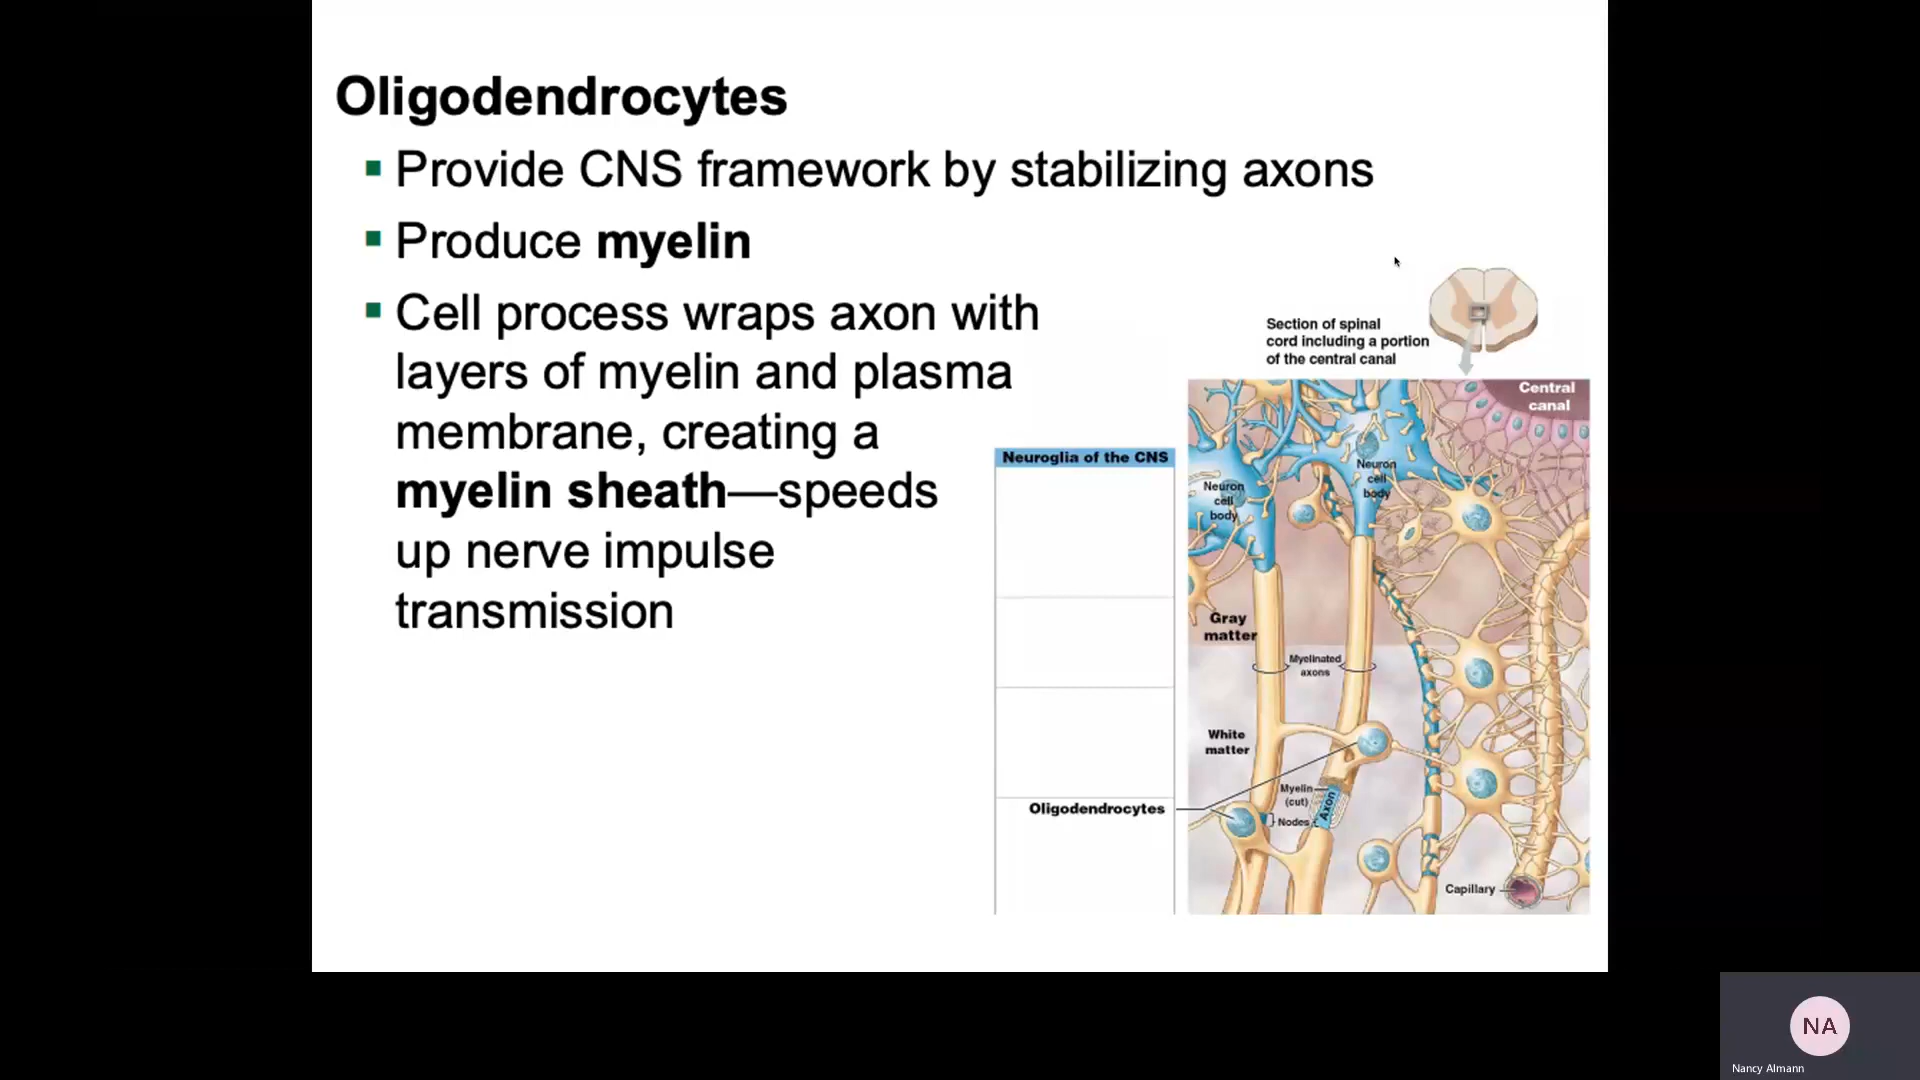 Oligodendrocytes
▪ Provide CNS framework by stabilizing axons
▪ Produce myelin
▪ Cell process wraps axon with
layers of myelin and plasma
membrane, creating a
myelin sheath—speeds
up nerve impulse
transmission
Section of spinal
cord including a portion
of the central canal
Central
canal
Neuroglia of the CNS
Neuron
cell
body
Neuron
cell
body
Gray
matter
Myelinated
axons
White
matter
Myelin
(cut)
Axon
Oligodendrocytes
Nodes
Capillary
NA
Nancy Almann